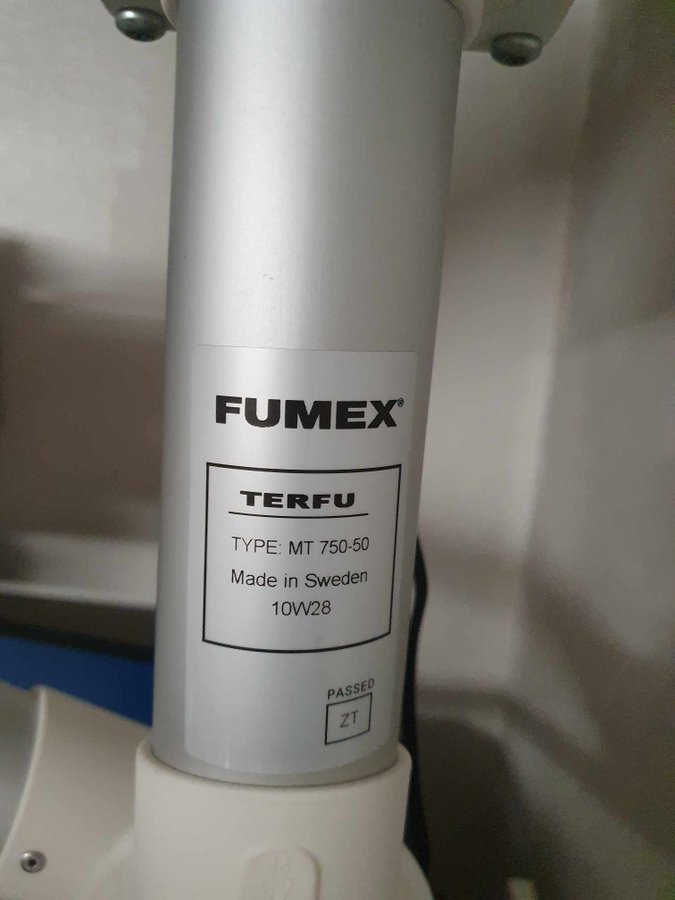 FUMEX®
TERFU
TYPE: MT 750-50
Made in Sweden
10W28
PASSED
ZT